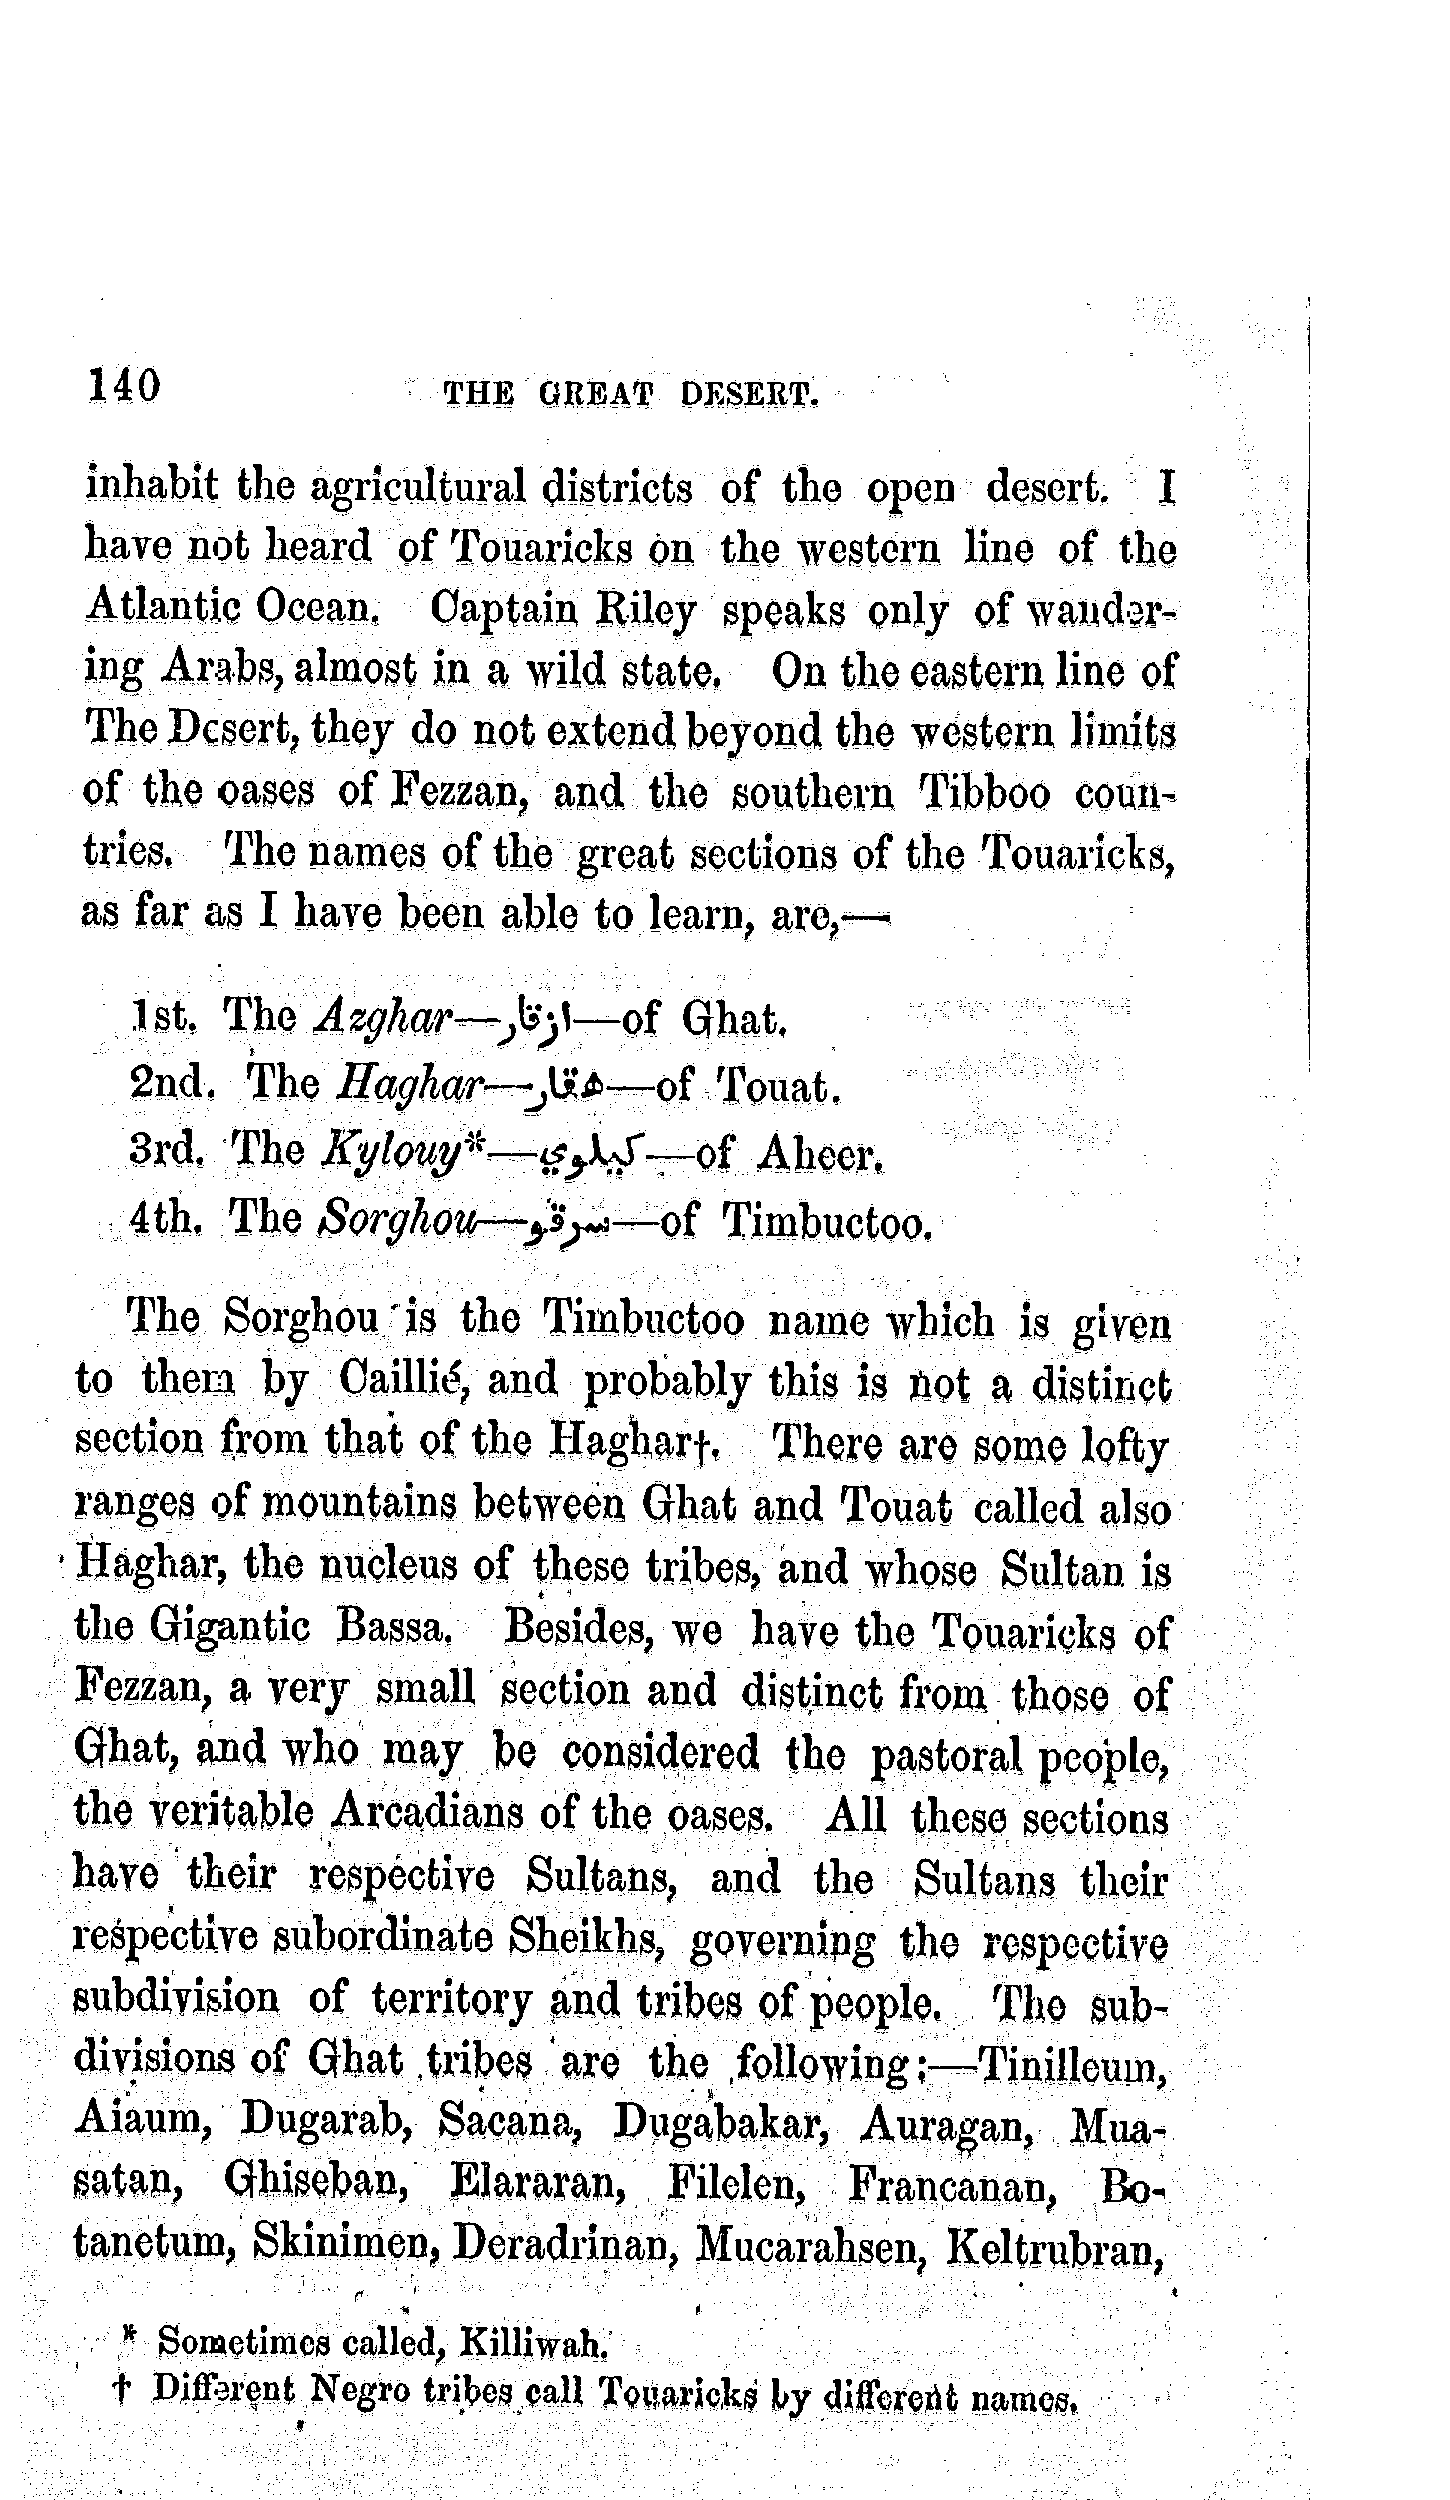 140 THE GREAT DESERT.
inhabit the agricultural districts of the open desert. I
have not heard of Touaricks on the western line of the
Atlantic Ocean. Captain Riley speaks only of wander-
ing Arabs, almost in a wild state. On the eastern line of
The Desert, they do not extend beyond the western limits
of the oases of Fezzan, and the southern Tibboo coun-
tries. The names of the great sections of the Touaricks,
as far as I have been able to learn, are,—
1st. The Azghar—ازقار—of Ghat.
2nd. The Haghar—هقار—of Touat.
3rd. The Kylouy*—كيلوي—of Aheer.
4th. The Sorghou—سرقو—of Timbuctoo.
The Sorghou is the Timbuctoo name which is given
to them by Caillié, and probably this is not a distinct
section from that of the Haghar†. There are some lofty
ranges of mountains between Ghat and Touat called also
Haghar, the nucleus of these tribes, and whose Sultan is
the Gigantic Bassa. Besides, we have the Touaricks of
Fezzan, a very small section and distinct from those of
Ghat, and who may be considered the pastoral people,
the veritable Arcadians of the oases. All these sections
have their respective Sultans, and the Sultans their
respective subordinate Sheikhs, governing the respective
subdivision of territory and tribes of people. The sub-
divisions of Ghat tribes are the following:—Tinilleum,
Aiaum, Dugarab, Sacana, Dugabakar, Auragan, Mua-
satan, Ghiseban, Elararan, Filelen, Francanan, Bo-
tanetum, Skinimen, Deradrinan, Mucarahsen, Keltrubran,
* Sometimes called, Killiwah.
† Different Negro tribes call Touaricks by different names.